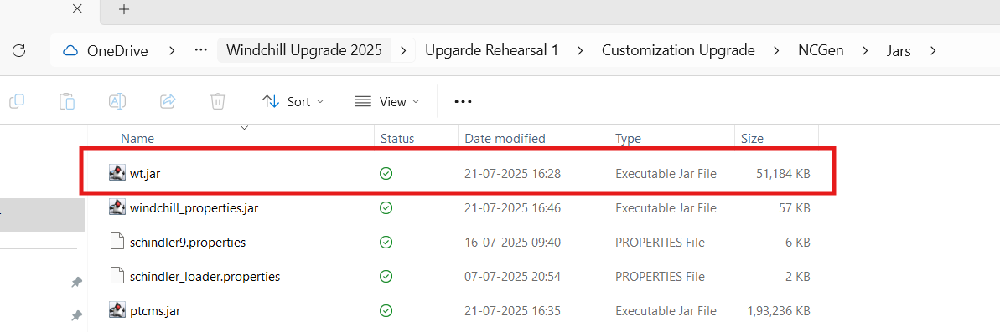 OneDrive > ... Windchill Upgrade 2025 > Upgarde Rehearsal 1 > Customization Upgrade > NCGen > Jars >
Sort View ...
Name Status Date modified Type Size
wt.jar 21-07-2025 16:28 Executable Jar File 51,184 KB
windchill_properties.jar 21-07-2025 16:46 Executable Jar File 57 KB
schindler9.properties 16-07-2025 09:40 PROPERTIES File 6 KB
schindler_loader.properties 07-07-2025 20:54 PROPERTIES File 2 KB
ptcms.jar 21-07-2025 16:35 Executable Jar File 1,93,236 KB